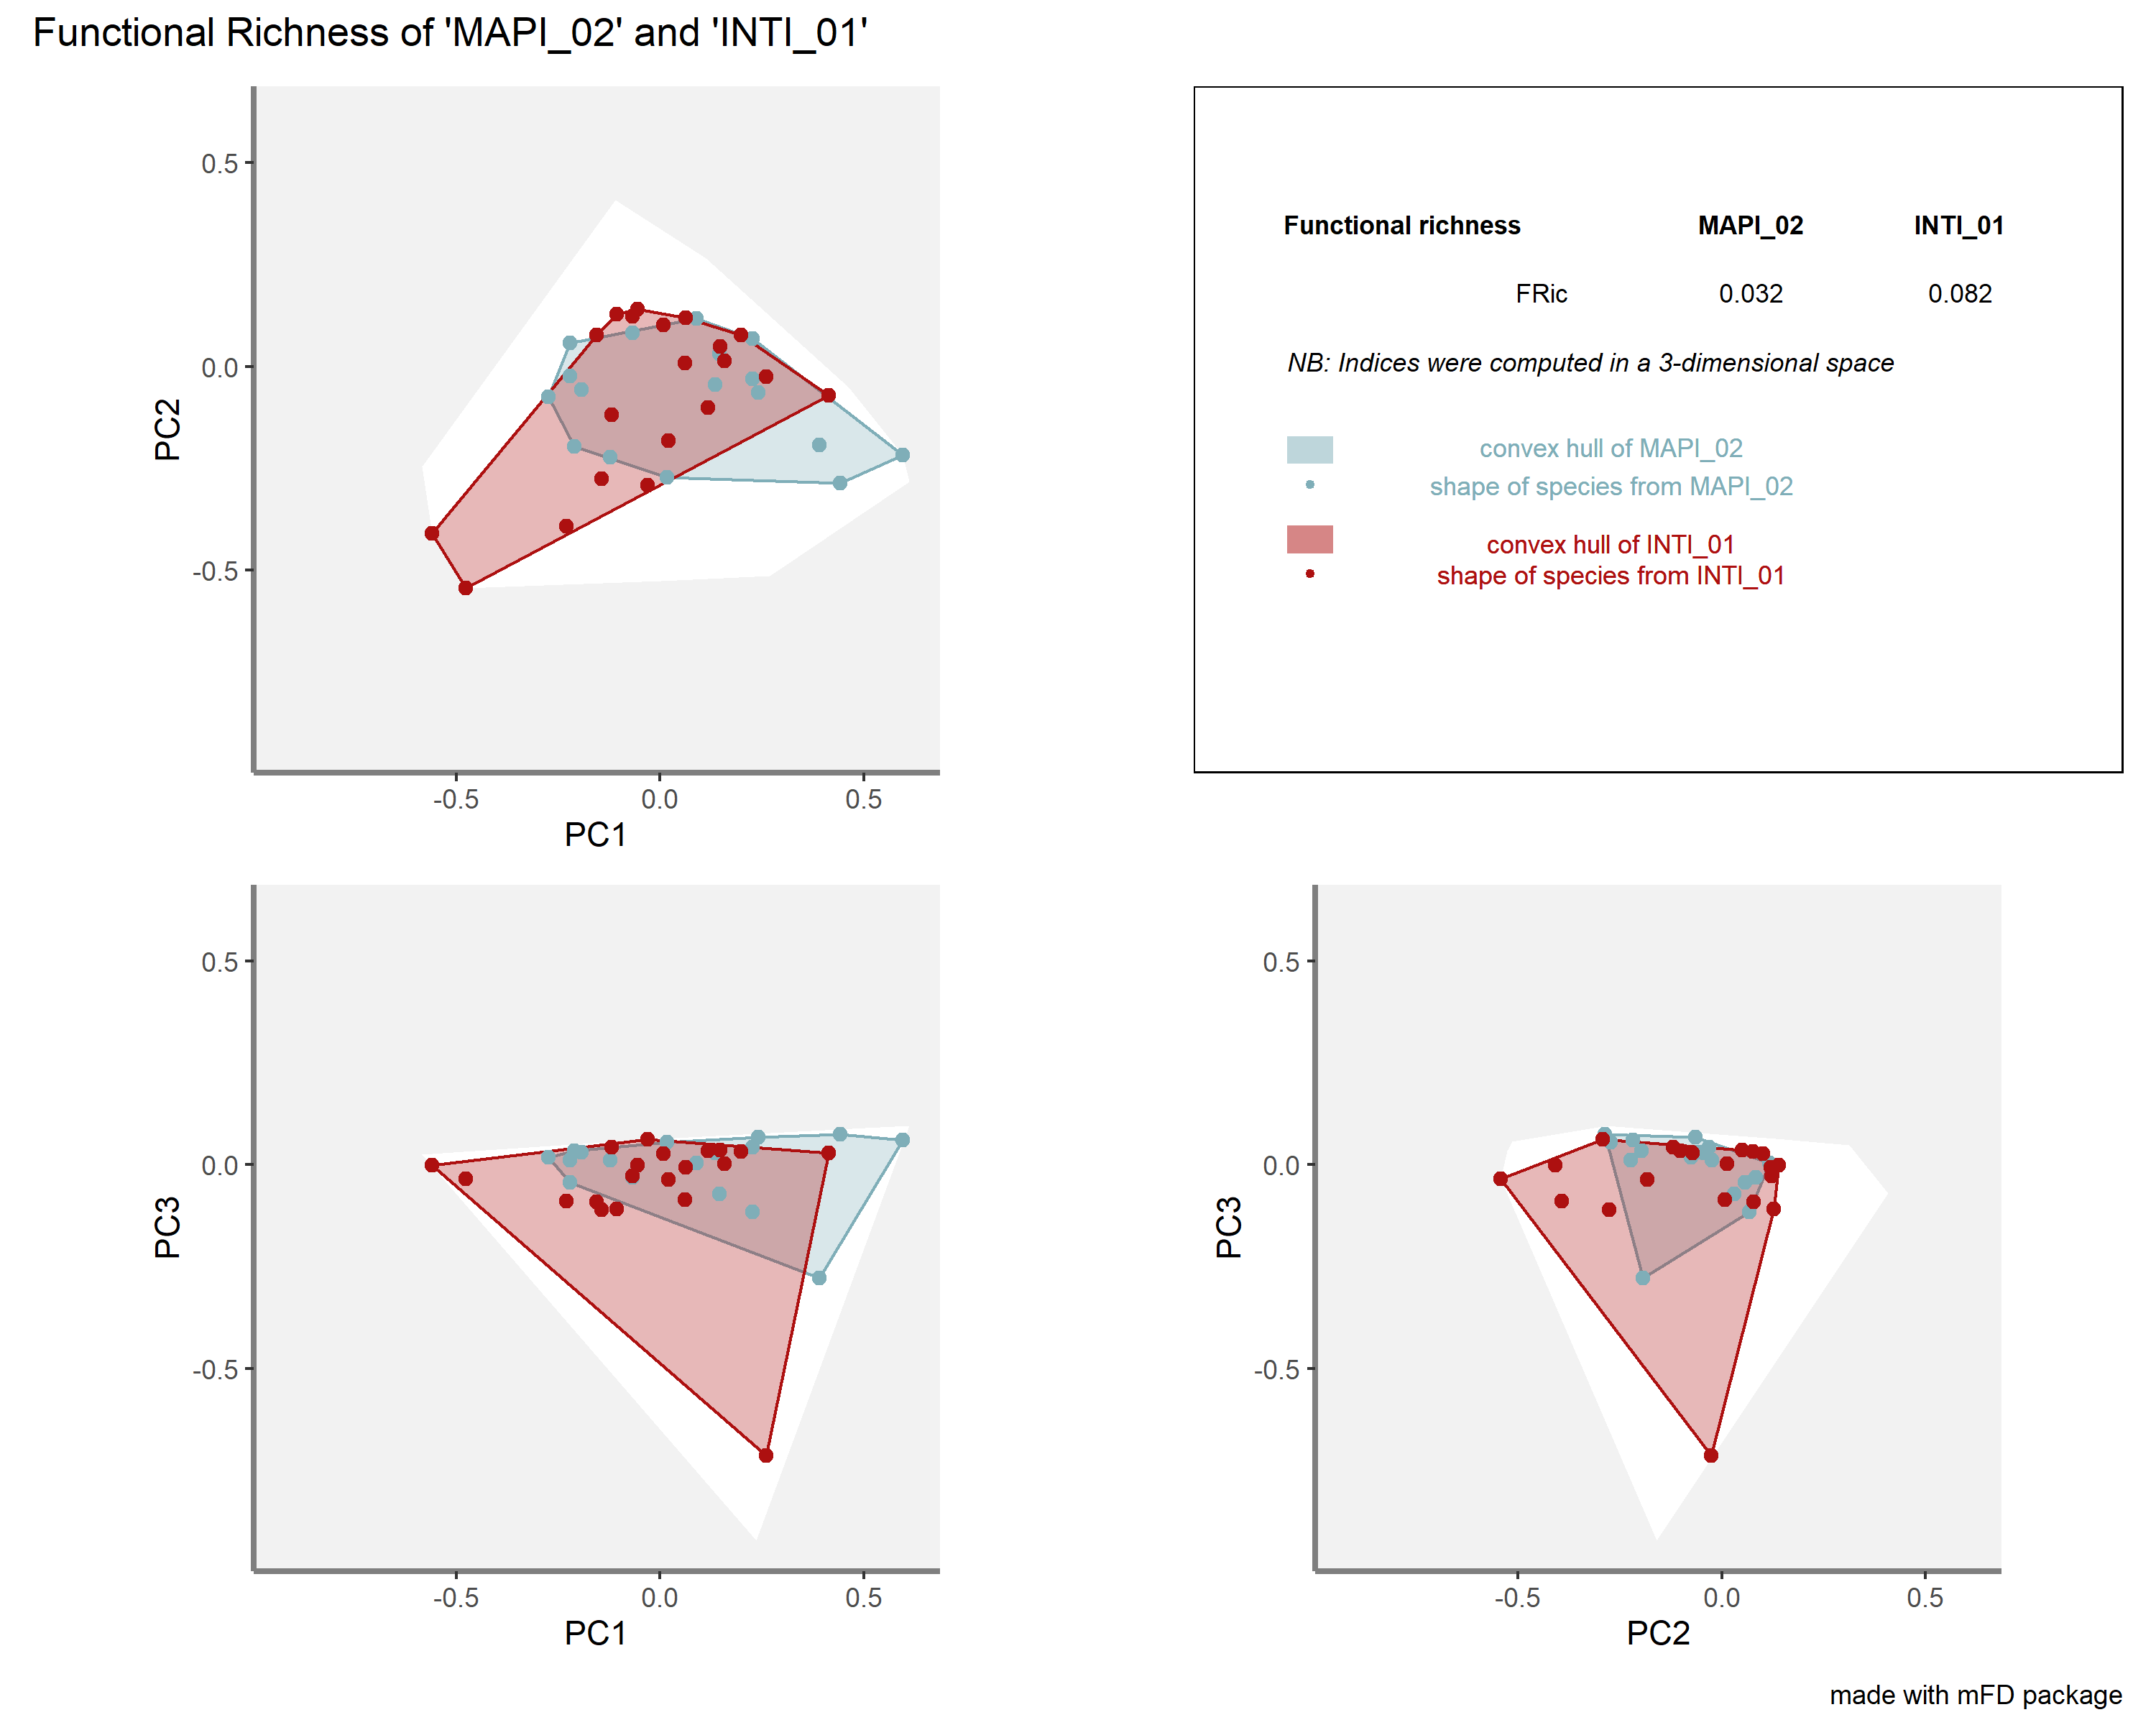 Functional Richness of 'MAPI_02' and 'INTI_01'
0.5
0.0
-0.5
PC2
-0.5 0.0 0.5
PC1
Functional richness MAPI_02 INTI_01
FRic 0.032 0.082
NB: Indices were computed in a 3-dimensional space
convex hull of MAPI_02
shape of species from MAPI_02
convex hull of INTI_01
shape of species from INTI_01
0.5
0.0
-0.5
PC3
-0.5 0.0 0.5
PC1
0.5
0.0
-0.5
PC3
-0.5 0.0 0.5
PC2
made with mFD package